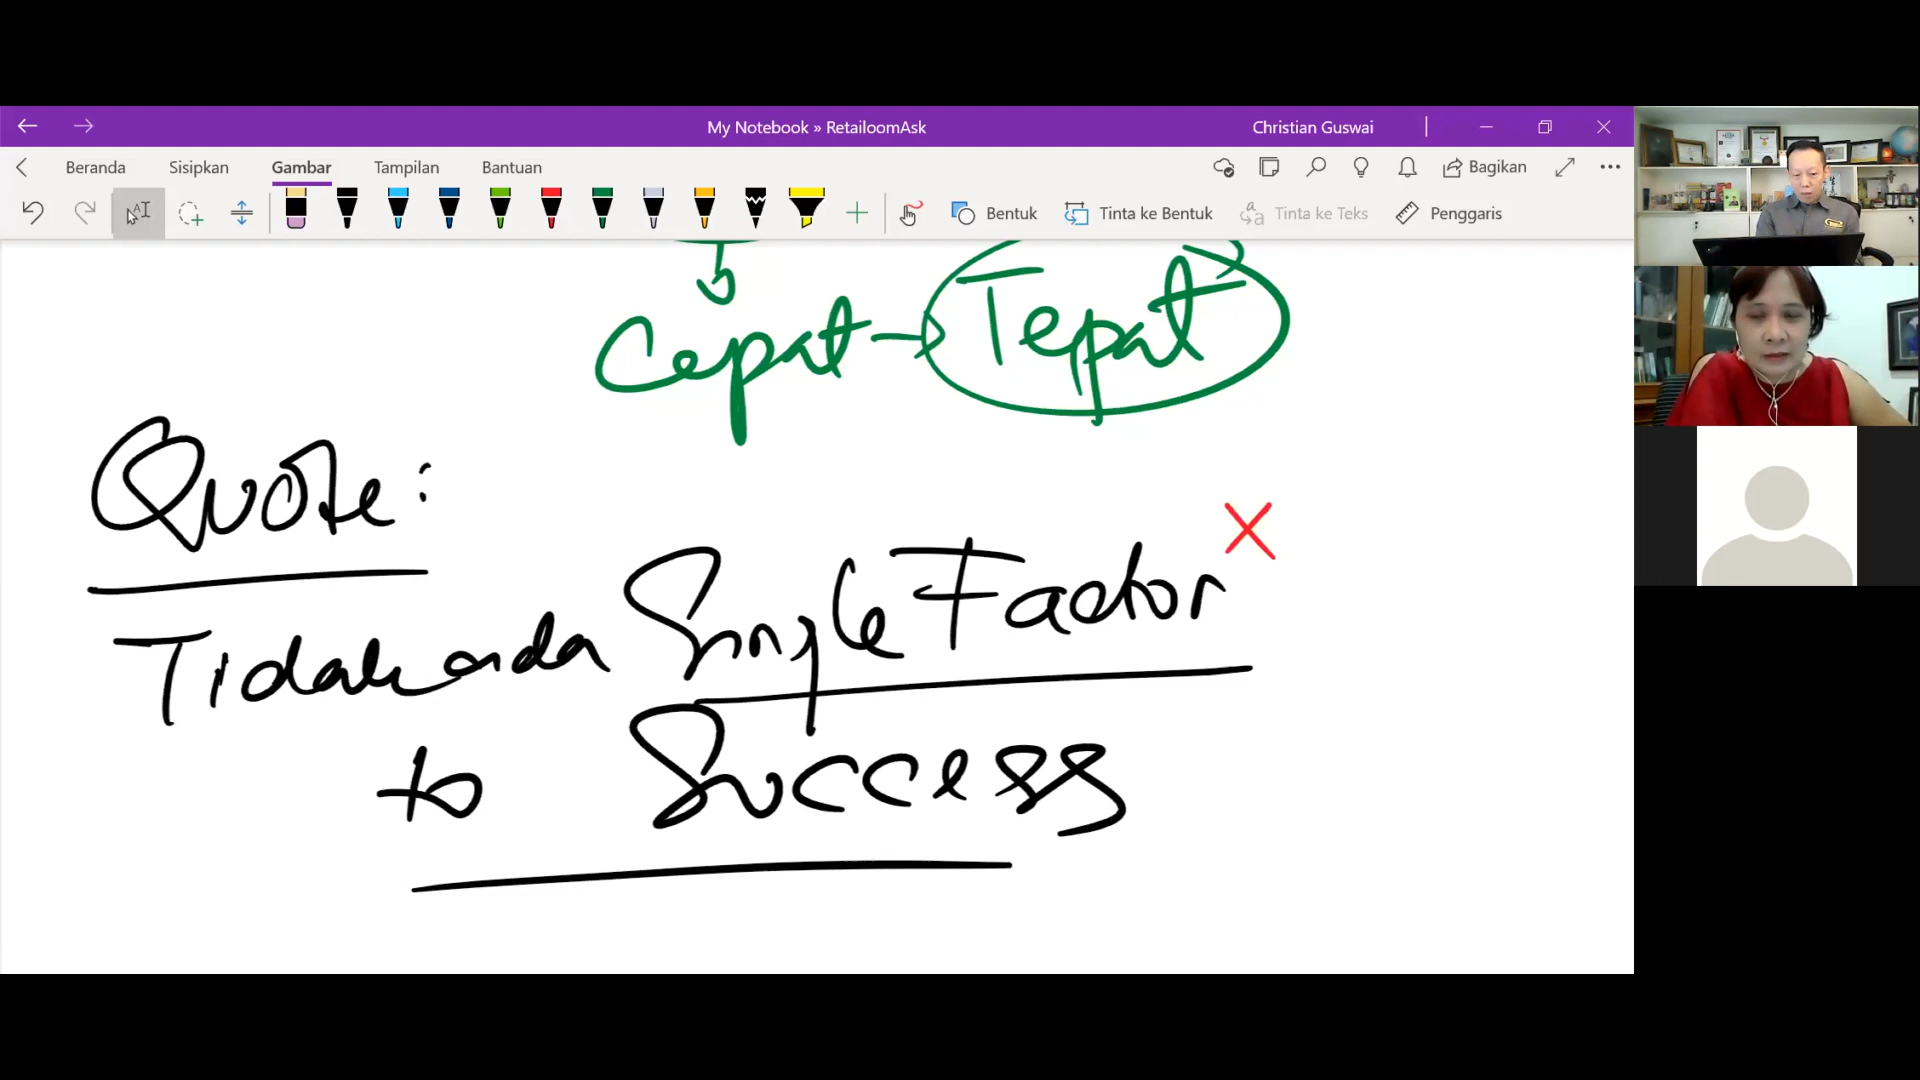 My Notebook » RetailoomAsk
Christian Guswai
Beranda Sisipkan Gambar Tampilan Bantuan Bagikan
Bentuk Tinta ke Bentuk Tinta ke Teks Penggaris
Cepat Tepat
Quote:
Tidak ada Single Factor
to Success